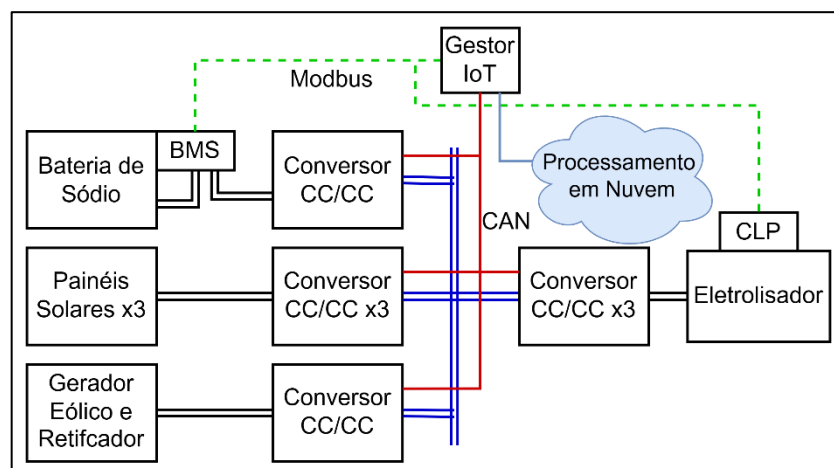 Gestor
IoT
Modbus
BMS
Bateria de
Sódio
Conversor
CC/CC
Processamento
em Nuvem
CAN
CLP
Painéis
Solares x3
Conversor
CC/CC x3
Conversor
CC/CC x3
Eletrolisador
Gerador
Eólico e
Retifcador
Conversor
CC/CC